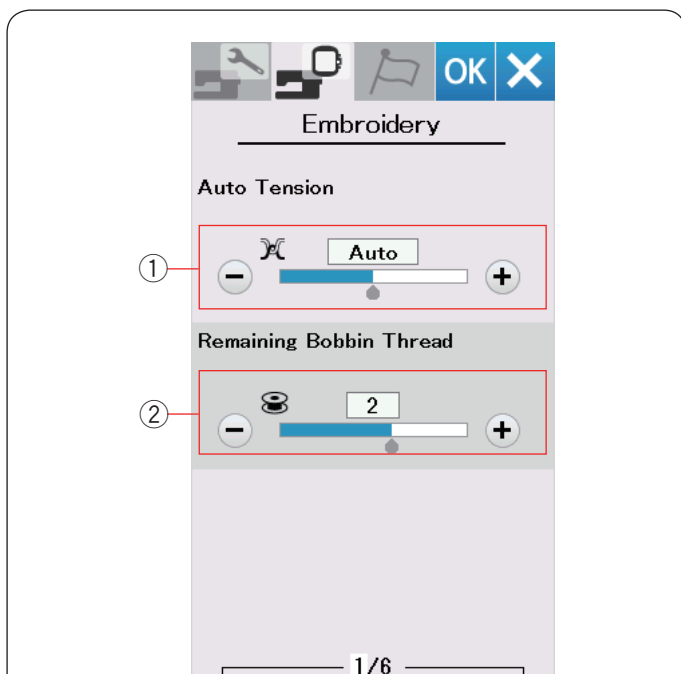 OK
Embroidery
Auto Tension
① Auto
Remaining Bobbin Thread
② 2
1/6